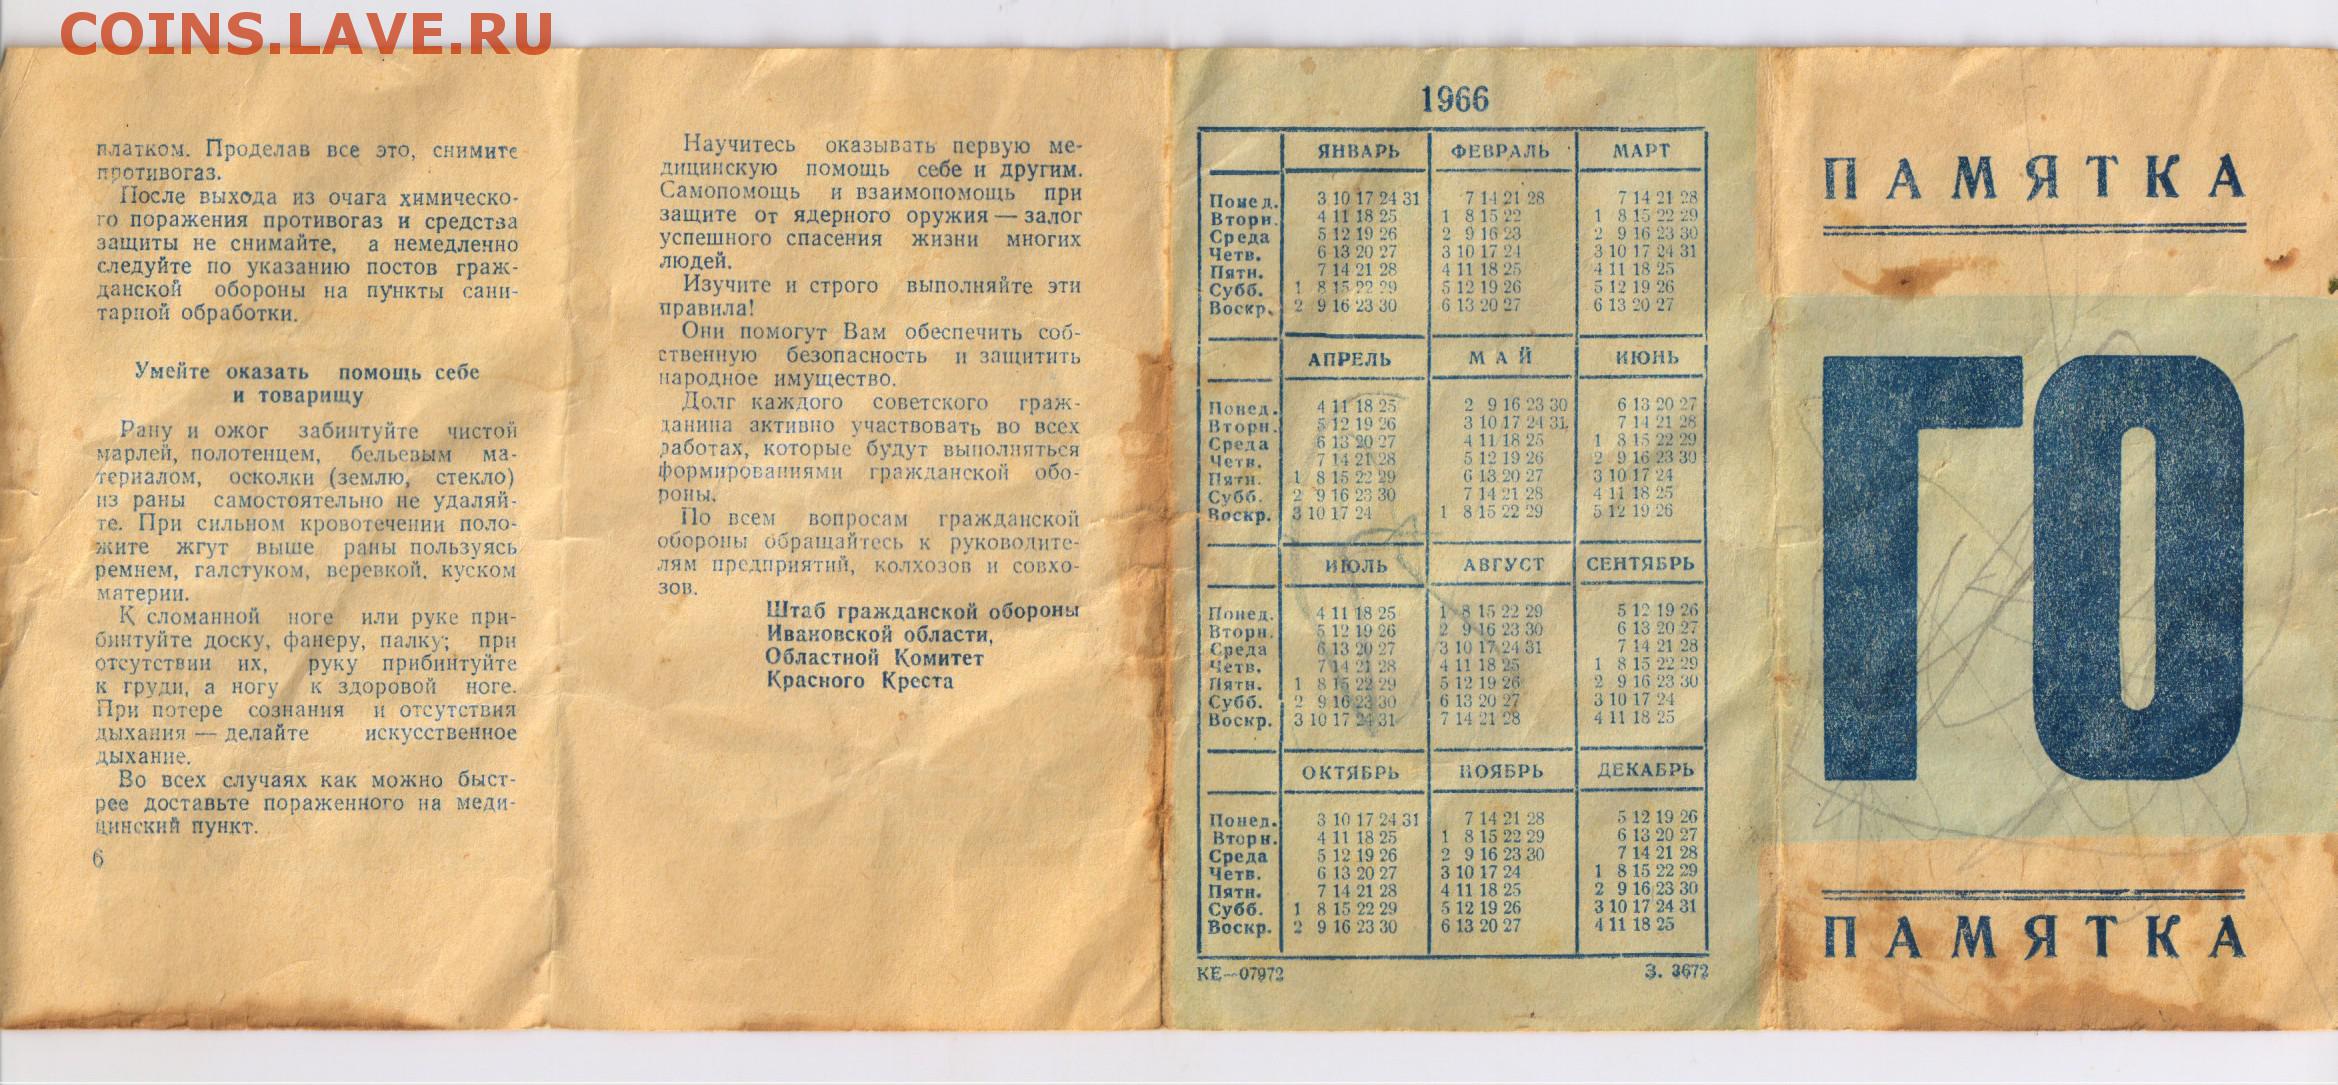 COINS.LAVE.RU
платком. Проделав все это, снимите
противогаз.
После выхода из очага химическо-
го поражения противогаз и средства
защиты не снимайте, а немедленно
следуйте по указанию постов граж-
данской обороны на пункты сани-
тарной обработки.
Умейте оказать помощь себе
и товарищу
Рану и ожог забинтуйте чистой
марлей, полотенцем, бельевым ма-
териалом, осколки (землю, стекло)
из раны самостоятельно не удаляй-
те. При сильном кровотечении поло-
жите жгут выше раны пользуясь
ремнем, галстуком, веревкой, куском
материи.
К сломанной ноге или руке при-
бинтуйте доску, фанеру, палку; при
отсутствии их, руку прибинтуйте
к груди, а ногу к здоровой ноге.
При потере сознания и отсутствия
дыхания — делайте искусственное
дыхание.
Во всех случаях как можно быст-
рее доставьте пораженного на меди-
цинский пункт.
6
Научитесь оказывать первую ме-
дицинскую помощь себе и другим.
Самопомощь и взаимопомощь при
защите от ядерного оружия — залог
успешного спасения жизни многих
людей.
Изучите и строго выполняйте эти
правила!
Они помогут Вам обеспечить соб-
ственную безопасность и защитить
народное имущество.
Долг каждого советского граж-
данина активно участвовать во всех
работах, которые будут выполняться
формированиями гражданской обо-
роны.
По всем вопросам гражданской
обороны обращайтесь к руководите-
лям предприятий, колхозов и совхо-
зов.
Штаб гражданской обороны
Ивановской области,
Областной Комитет
Красного Креста
1966
ЯНВАРЬ ФЕВРАЛЬ МАРТ
Понед. 3 10 17 24 31 7 14 21 28 7 14 21 28
Вторн. 4 11 18 25 1 8 15 22 1 8 15 22 29
Среда 5 12 19 26 2 9 16 23 2 9 16 23 30
Четв. 6 13 20 27 3 10 17 24 3 10 17 24 31
Пятн. 7 14 21 28 4 11 18 25 4 11 18 25
Субб. 1 8 15 22 29 5 12 19 26 5 12 19 26
Воскр. 2 9 16 23 30 6 13 20 27 6 13 20 27
АПРЕЛЬ МАЙ ИЮНЬ
Понед. 4 11 18 25 2 9 16 23 30 6 13 20 27
Вторн. 5 12 19 26 3 10 17 24 31 7 14 21 28
Среда 6 13 20 27 4 11 18 25 1 8 15 22 29
Четв. 7 14 21 28 5 12 19 26 2 9 16 23 30
Пятн. 1 8 15 22 29 6 13 20 27 3 10 17 24
Субб. 2 9 16 23 30 7 14 21 28 4 11 18 25
Воскр. 3 10 17 24 1 8 15 22 29 5 12 19 26
ИЮЛЬ АВГУСТ СЕНТЯБРЬ
Понед. 4 11 18 25 1 8 15 22 29 5 12 19 26
Вторн. 5 12 19 26 2 9 16 23 30 6 13 20 27
Среда 6 13 20 27 3 10 17 24 31 7 14 21 28
Четв. 7 14 21 28 4 11 18 25 1 8 15 22 29
Пятн. 1 8 15 22 29 5 12 19 26 2 9 16 23 30
Субб. 2 9 16 23 30 6 13 20 27 3 10 17 24
Воскр. 3 10 17 24 31 7 14 21 28 4 11 18 25
ОКТЯБРЬ НОЯБРЬ ДЕКАБРЬ
Понед. 3 10 17 24 31 7 14 21 28 5 12 19 26
Вторн. 4 11 18 25 1 8 15 22 29 6 13 20 27
Среда 5 12 19 26 2 9 16 23 30 7 14 21 28
Четв. 6 13 20 27 3 10 17 24 1 8 15 22 29
Пятн. 7 14 21 28 4 11 18 25 2 9 16 23 30
Субб. 1 8 15 22 29 5 12 19 26 3 10 17 24 31
Воскр. 2 9 16 23 30 6 13 20 27 4 11 18 25
КЕ—07972 З. 3672
ПАМЯТКА
ГО
ПАМЯТКА